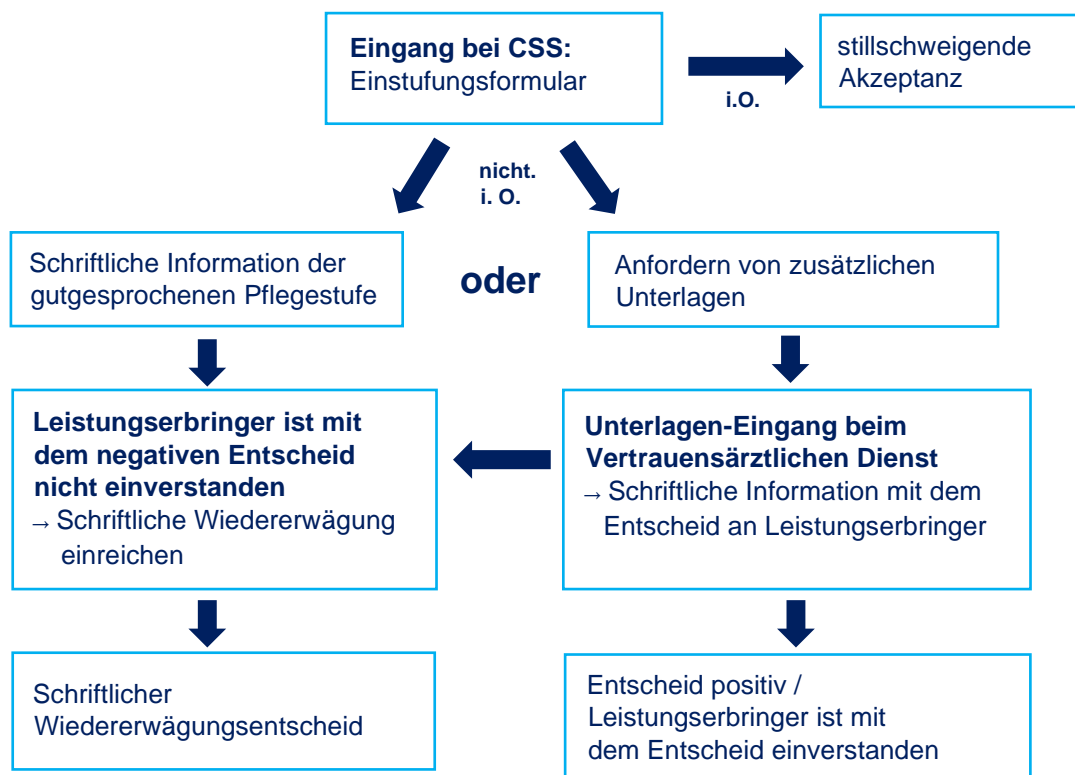 Eingang bei CSS:
Einstufungsformular
i.O.
stillschweigende
Akzeptanz
nicht.
i. O.
Schriftliche Information der
gutgesprochenen Pflegestufe
oder
Anfordern von zusätzlichen
Unterlagen
Leistungserbringer ist mit
dem negativen Entscheid
nicht einverstanden
→ Schriftliche Wiedererwägung
einreichen
Unterlagen-Eingang beim
Vertrauensärztlichen Dienst
→ Schriftliche Information mit dem
Entscheid an Leistungserbringer
Schriftlicher
Wiedererwägungsentscheid
Entscheid positiv /
Leistungserbringer ist mit
dem Entscheid einverstanden